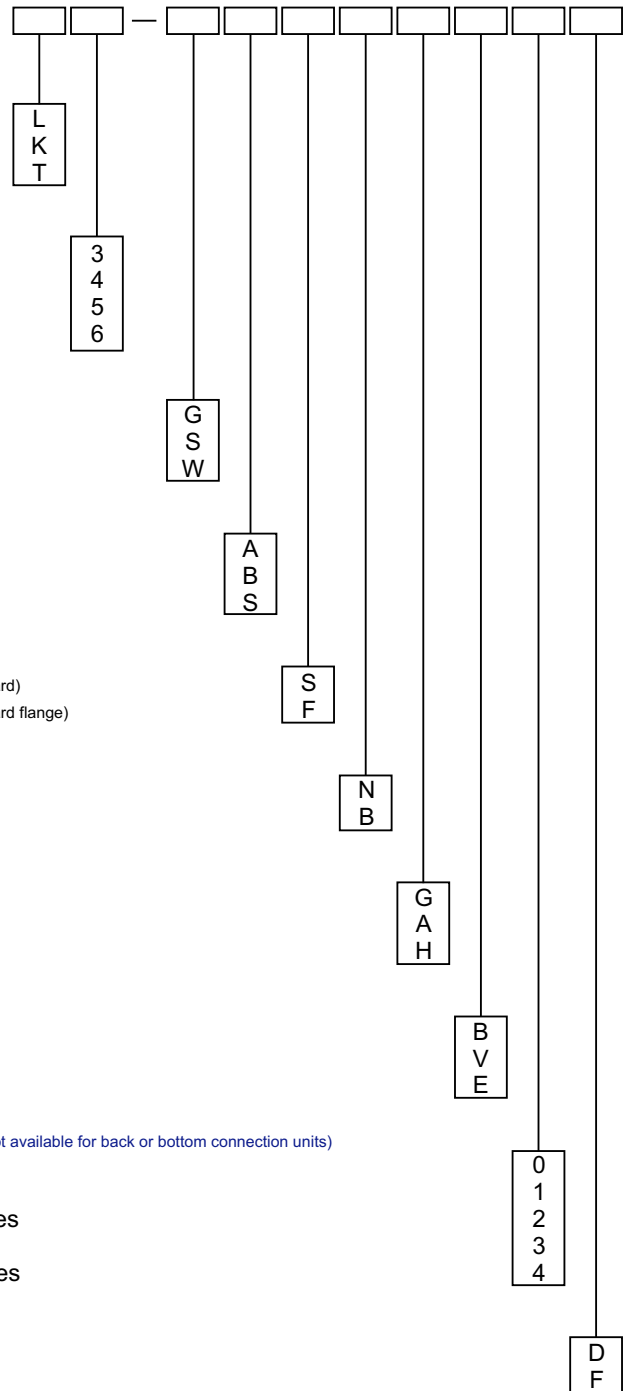 —
L
K
T
3
4
5
6
G
S
W
A
B
S
rd)
S
rd flange)
F
N
B
G
A
H
B
V
E
t available for back or bottom connection units)
0
1
es
2
3
es
4
D
F